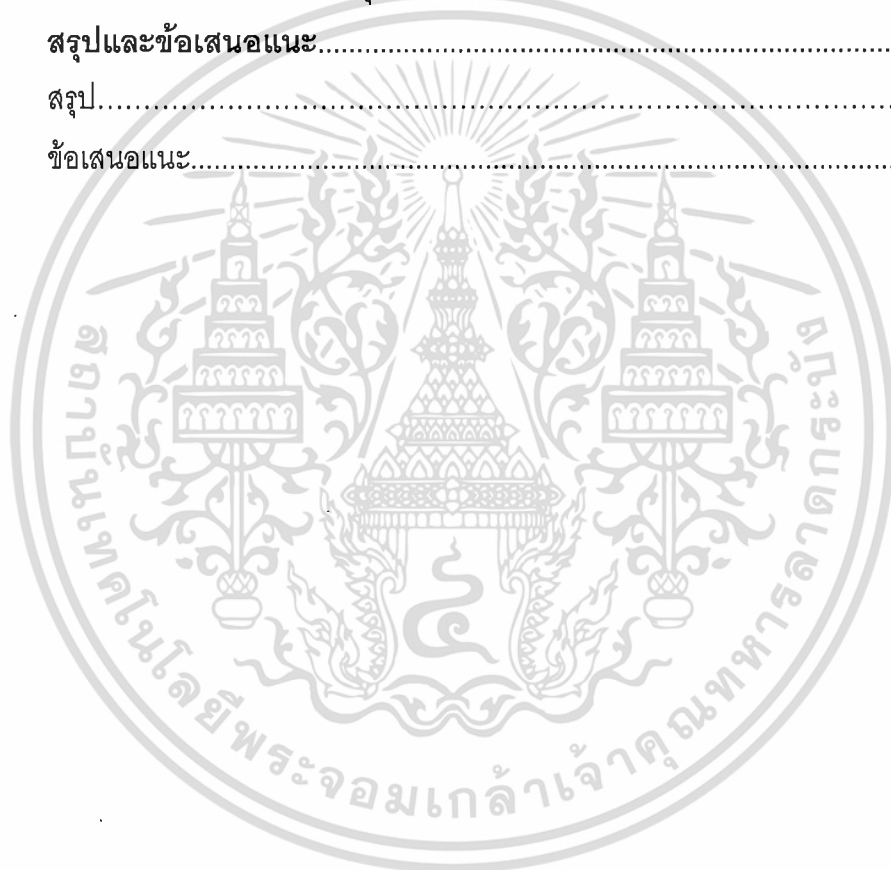 สรุปและข้อเสนอแนะ..........................................................................................
สรุป..........................................................................................................
ข้อเสนอแนะ................................................................................................
สถาบันเทคโนโลยีพระจอมเกล้าเจ้าคุณทหารลาดกระบัง
๔